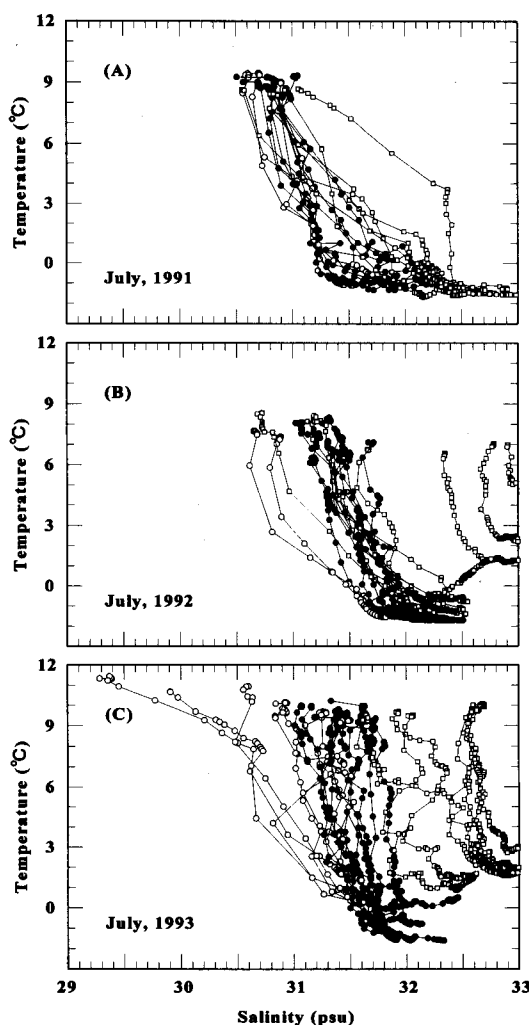 12
9
6
3
0
Temperature (°C)
(A)
July, 1991
12
9
6
3
0
Temperature (°C)
(B)
July, 1992
12
9
6
3
0
Temperature (°C)
(C)
July, 1993
29 30 31 32 33
Salinity (psu)